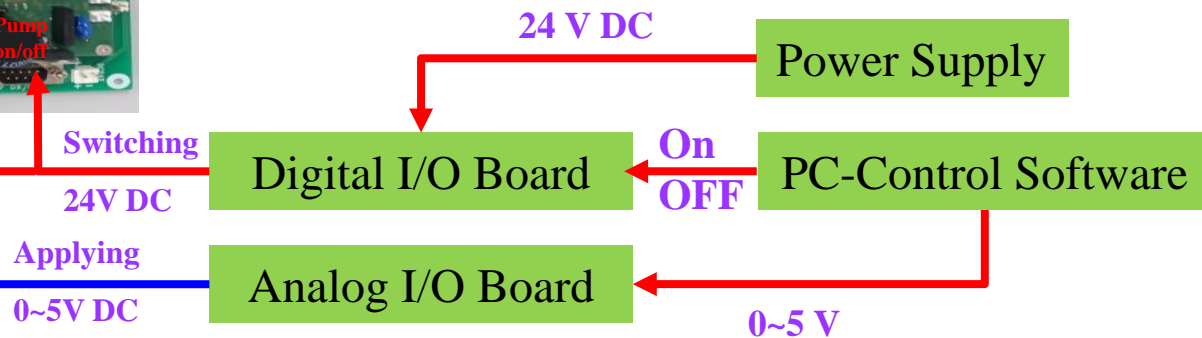 Pump
on/off
24 V DC
Power Supply
Switching
24V DC
Digital I/O Board
On
OFF
PC-Control Software
Applying
0~5V DC
Analog I/O Board
0~5 V